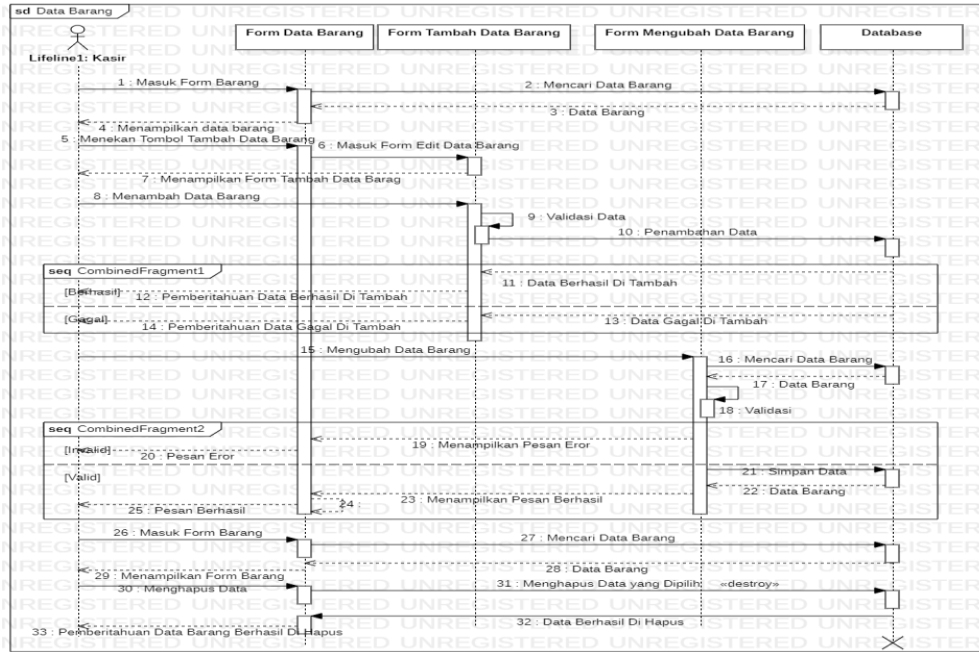 sd Data Barang
Form Data Barang
Form Tambah Data Barang
Form Mengubah Data Barang
Database
Lifeline1: Kasir
1 : Masuk Form Barang
2 : Mencari Data Barang
3 : Data Barang
4 : Menampilkan data barang
5 : Menekan Tombol Tambah Data Barang
6 : Masuk Form Edit Data Barang
7 : Menampilkan Form Tambah Data Barag
8 : Menambah Data Barang
9 : Validasi Data
10 : Penambahan Data
seq CombinedFragment1
11 : Data Berhasil Di Tambah
[Berhasil]
12 : Pemberitahuan Data Berhasil Di Tambah
[Gagal]
13 : Data Gagal Di Tambah
14 : Pemberitahuan Data Gagal Di Tambah
15 : Mengubah Data Barang
16 : Mencari Data Barang
17 : Data Barang
18 : Validasi
seq CombinedFragment2
19 : Menampilkan Pesan Eror
[Invalid]
20 : Pesan Eror
21 : Simpan Data
[Valid]
22 : Data Barang
23 : Menampilkan Pesan Berhasil
24
25 : Pesan Berhasil
26 : Masuk Form Barang
27 : Mencari Data Barang
28 : Data Barang
29 : Menampilkan Form Barang
30 : Menghapus Data
31 : Menghapus Data yang Dipilih «destroy»
32 : Data Berhasil Di Hapus
33 : Pemberitahuan Data Barang Berhasil Di Hapus
UNREGISTERED